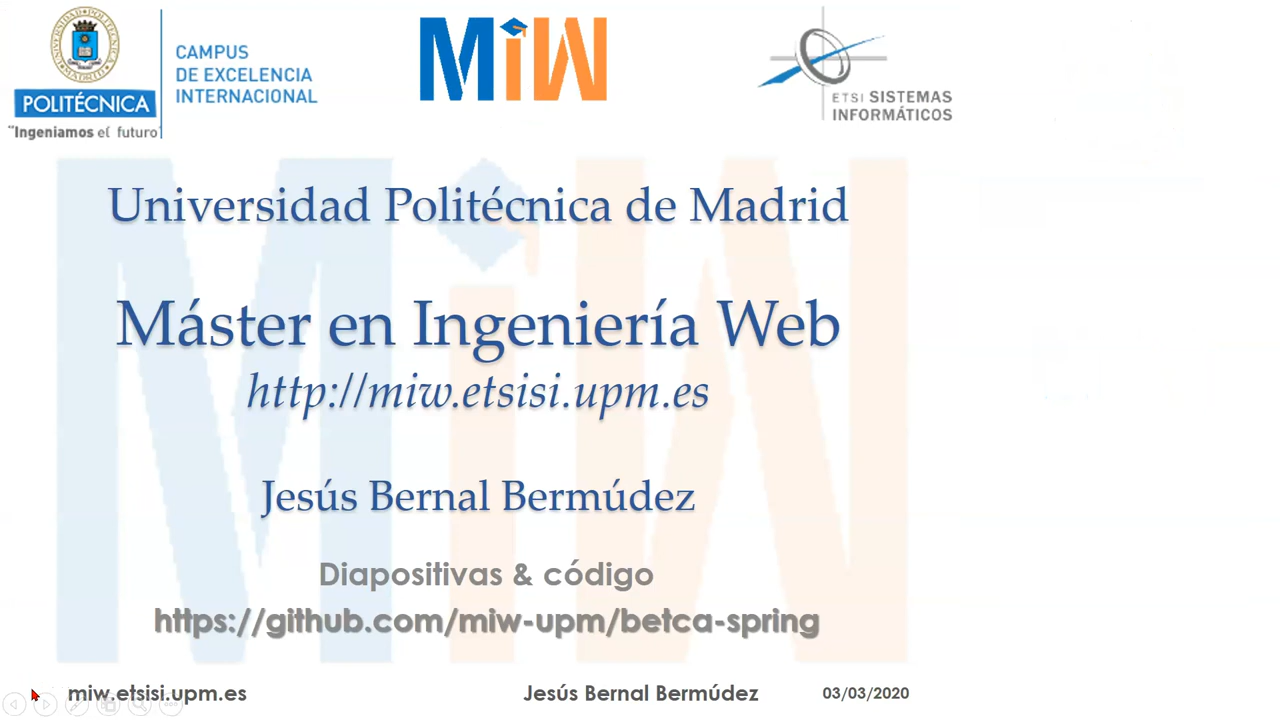 POLITÉCNICA
"Ingeniamos el futuro"
CAMPUS
DE EXCELENCIA
INTERNACIONAL
MiW
ETSI SISTEMAS
INFORMÁTICOS
Universidad Politécnica de Madrid
Máster en Ingeniería Web
http://miw.etsisi.upm.es
Jesús Bernal Bermúdez
Diapositivas & código
https://github.com/miw-upm/betca-spring
miw.etsisi.upm.es
Jesús Bernal Bermúdez
03/03/2020